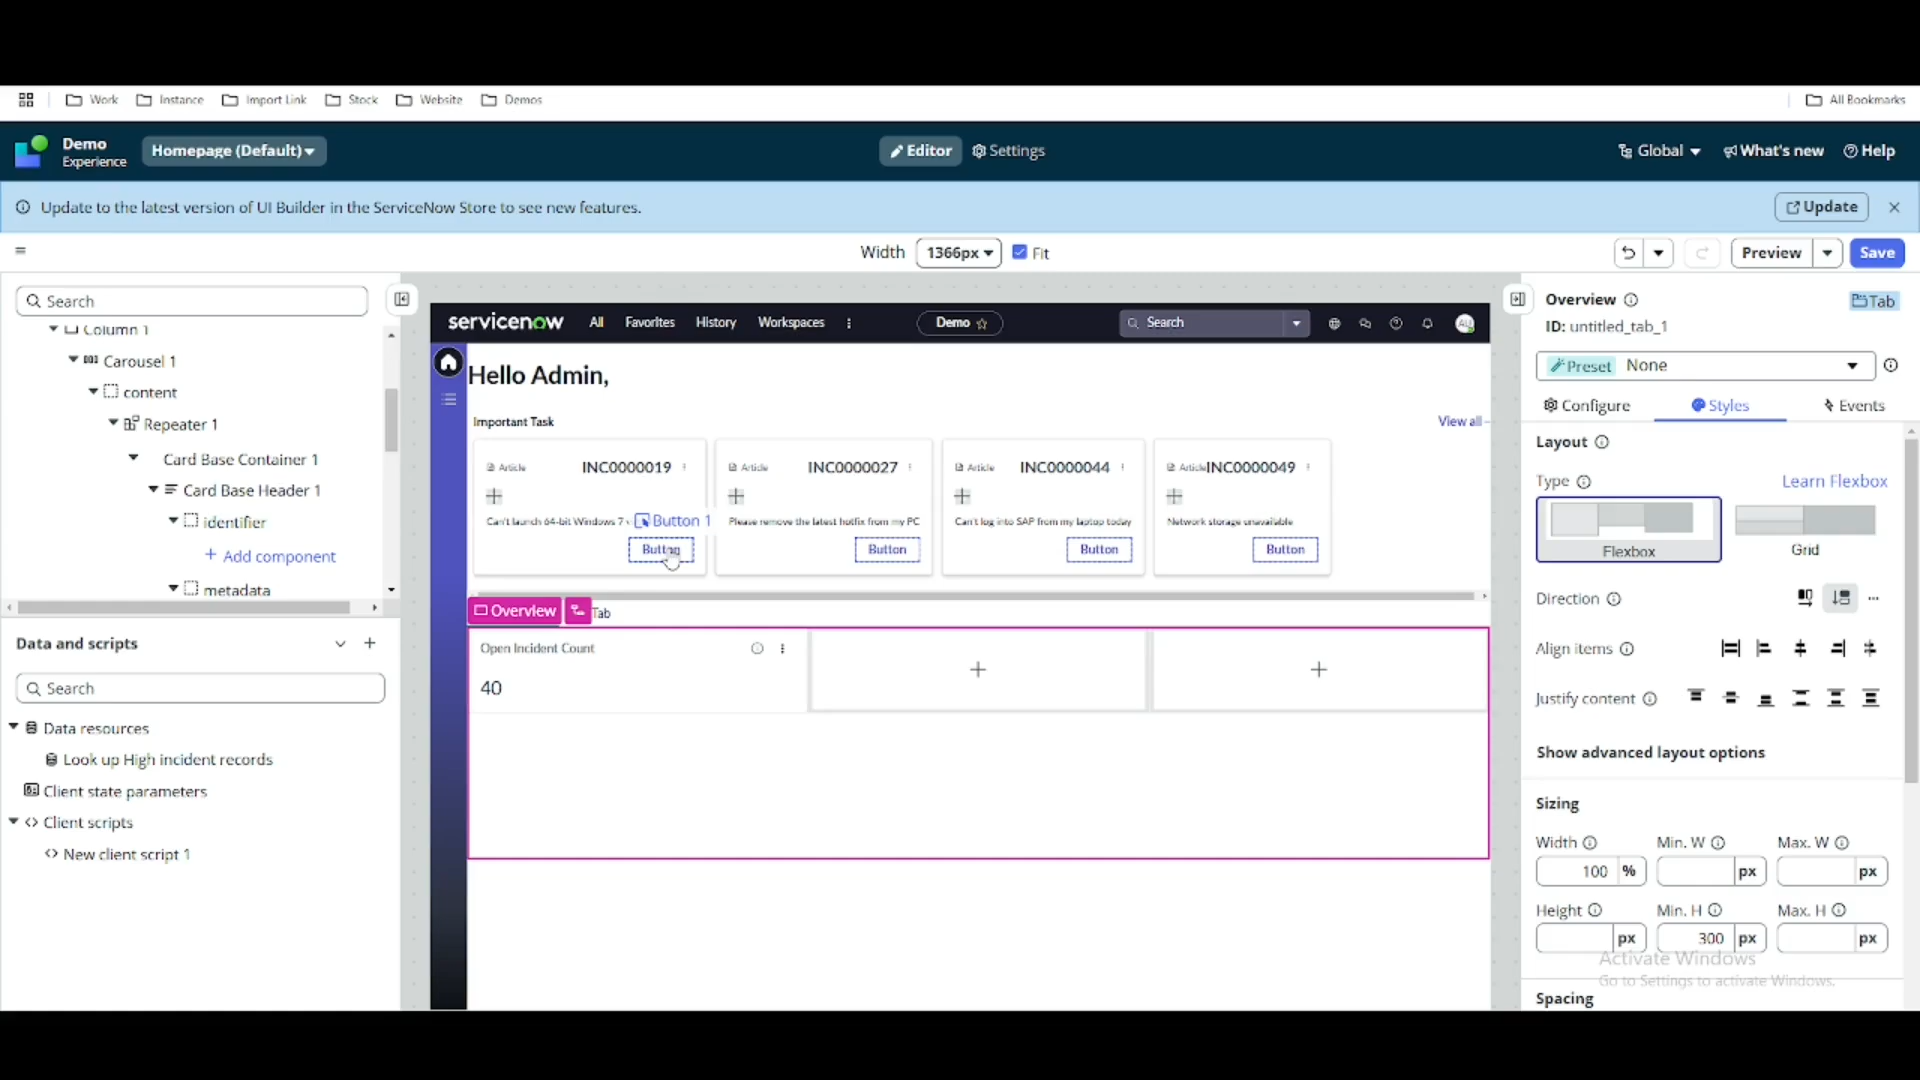 Work Instance Import Link Stock Website Demos All Bookmarks
Demo
Experience
Homepage (Default)
Editor Settings
Global What's new Help
Update to the latest version of UI Builder in the ServiceNow Store to see new features.
Update
Width 1366px Fit
Preview Save
Search
Column 1
Carousel 1
content
Repeater 1
Card Base Container 1
Card Base Header 1
identifier
+ Add component
metadata
Data and scripts
Search
Data resources
Look up High incident records
Client state parameters
Client scripts
New client script 1
servicenow All Favorites History Workspaces Demo Search
AU
Hello Admin,
Important Task View all
Article INC0000019
Can't launch 64-bit Windows 7 v
Button 1
Button
Article INC0000027
Please remove the latest hotfix from my PC
Button
Article INC0000044
Can't log into SAP from my laptop today
Button
Article INC0000049
Network storage unavailable
Button
Overview Tab
Open Incident Count
40
Overview
Tab
ID: untitled_tab_1
Preset None
Configure Styles Events
Layout
Type Learn Flexbox
Flexbox Grid
Direction
Align items
Justify content
Show advanced layout options
Sizing
Width Min. W Max. W
100 % px px
Height Min. H Max. H
px 300 px px
Activate Windows
Go to Settings to activate Windows.
Spacing